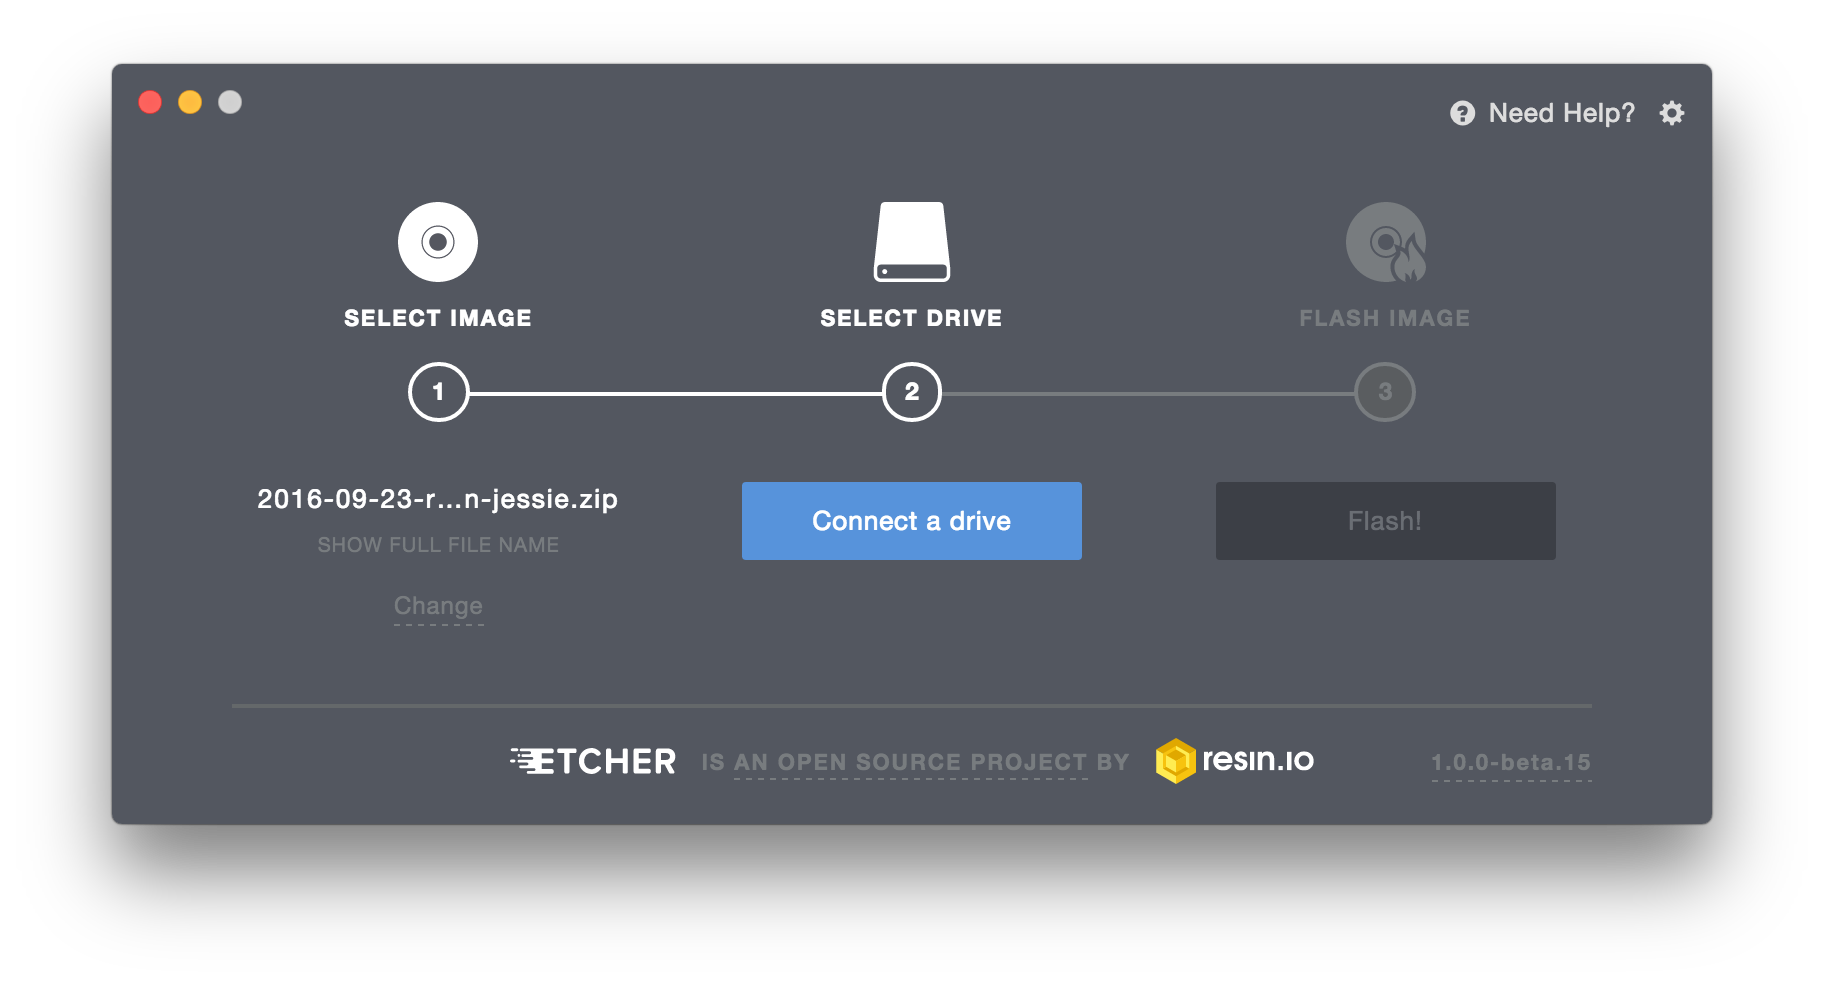 Need Help?
SELECT IMAGE
SELECT DRIVE
FLASH IMAGE
1
2
3
2016-09-23-r...n-jessie.zip
SHOW FULL FILE NAME
Change
Connect a drive
Flash!
ETCHER IS AN OPEN SOURCE PROJECT BY resin.io
1.0.0-beta.15